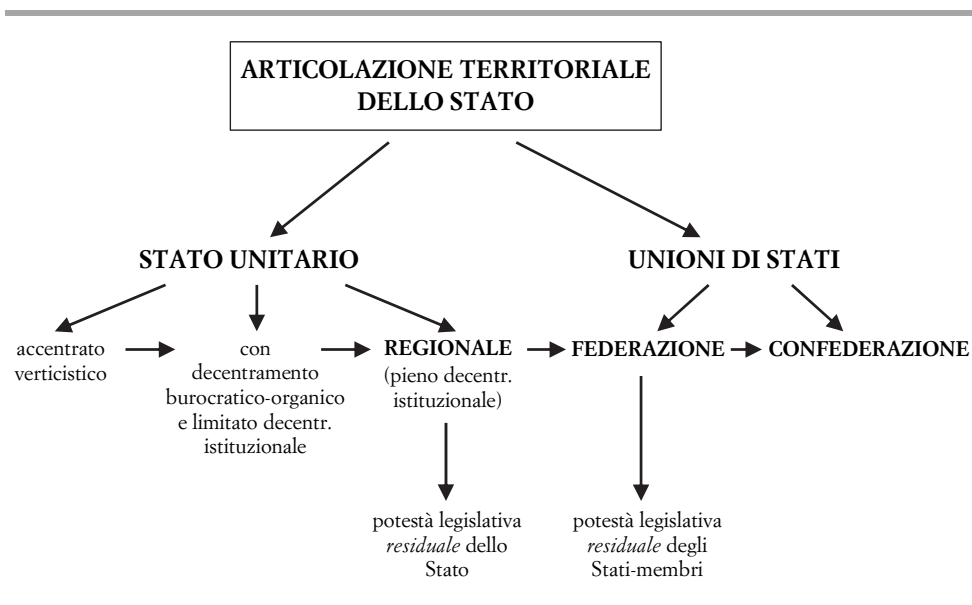 ARTICOLAZIONE TERRITORIALE
DELLO STATO
STATO UNITARIO
UNIONI DI STATI
accentrato
verticistico
con
decentramento
burocratico-organico
e limitato decentr.
istituzionale
REGIONALE
(pieno decentr.
istituzionale)
FEDERAZIONE
CONFEDERAZIONE
potestà legislativa
residuale dello
Stato
potestà legislativa
residuale degli
Stati-membri